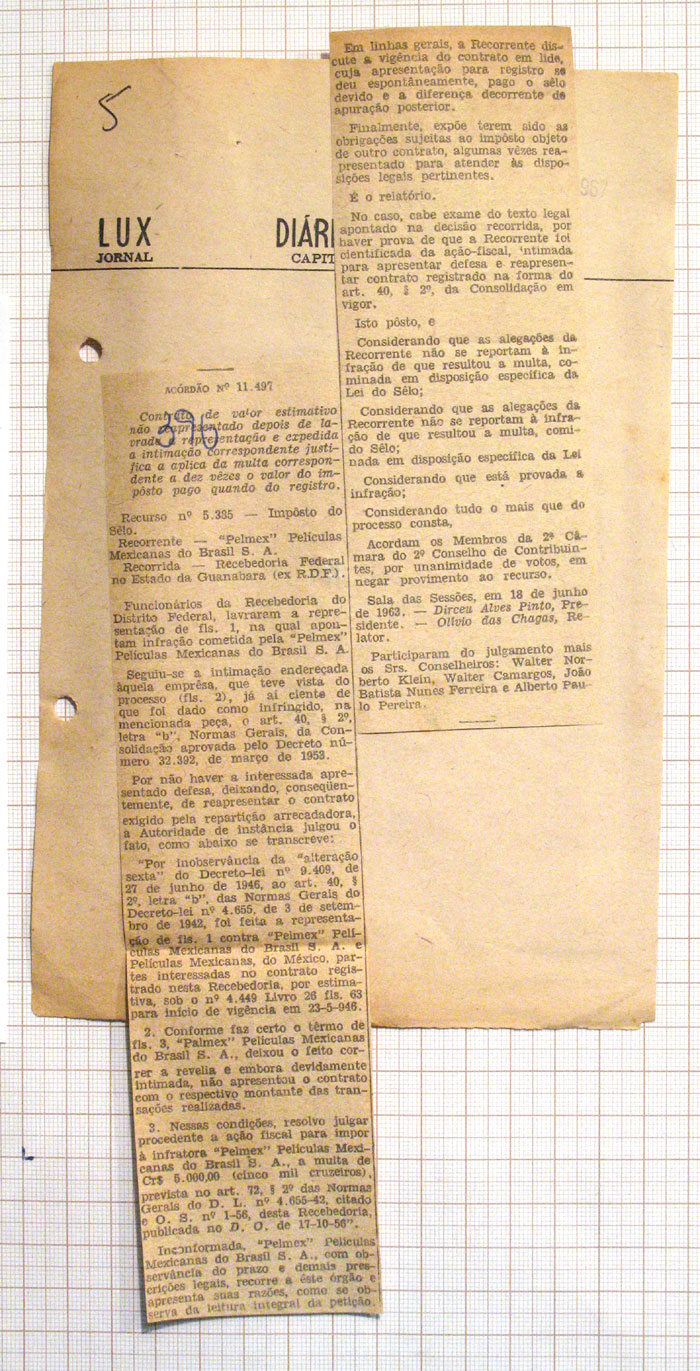 5
LUX
JORNAL
DIÁRI
CAPIT
967
ACÓRDÃO Nº 11.497
396
Contrato de valor estimativo
não apresentado depois de la-
vrada representação e expedida
a intimação correspondente justi-
fica a aplica da multa correspon-
dente a dez vêzes o valor do im-
pôsto pago quando do registro.
Recurso nº 5.335 — Impôsto do
Sêlo.
Recorrente — "Pelmex" Películas
Mexicanas do Brasil S. A.
Recorrida — Recebedoria Federal
no Estado da Guanabara (ex R.D.F.).
Funcionários da Recebedoria do
Distrito Federal, lavraram a repre-
sentação de fls. 1, na qual apon-
tam infração cometida pela "Pelmex"
Películas Mexicanas do Brasil S. A.
Seguiu-se a intimação endereçada
àquela emprêsa, que teve vista do
processo (fls. 2), já aí ciente de
que foi dado como infringido, na
mencionada peça, o art. 40, § 2º,
letra "b", Normas Gerais, da Con-
solidação aprovada pelo Decreto nú-
mero 32.392, de março de 1953.
Por não haver a interessada apre-
sentado defesa, deixando, conseqüen-
temente, de reapresentar o contrato
exigido pela repartição arrecadadora,
a Autoridade de instância julgou o
fato, como abaixo se transcreve:
"Por inobservância da "alteração
sexta" do Decreto-lei nº 9.409, de
27 de junho de 1946, ao art. 40, §
2º, letra "b", das Normas Gerais do
Decreto-lei nº 4.655, de 3 de setem-
bro de 1942, foi feita a representa-
ção de fls. 1 contra "Pelmex" Pelí-
culas Mexicanas do Brasil S. A. e
Películas Mexicanas, do México, par-
tes interessadas no contrato regis-
trado nesta Recebedoria, por estima-
tiva, sob o nº 4.449 Livro 26 fls. 63
para início de vigência em 23-5-946.
2. Conforme faz certo o têrmo de
fls. 3, "Palmex" Películas Mexicanas
do Brasil S. A., deixou o feito cor-
rer a revelia e embora devidamente
intimada, não apresentou o contrato
com o respectivo montante das tran-
sações realizadas.
3. Nessas condições, resolvo julgar
procedente a ação fiscal para impor
à infratora "Pelmex" Películas Mexi-
canas do Brasil S. A., a multa de
Cr$ 5.000,00 (cinco mil cruzeiros),
prevista no art. 72, § 2º das Normas
Gerais do D. L. nº 4.655-42, citado
e O. S. nº 1-56, desta Recebedoria,
publicada no D. O. de 17-10-56".
Inconformada, "Pelmex" Películas
Mexicanas do Brasil S. A., com ob-
servância do prazo e demais pres-
crições legais, recorre a êste órgão e
apresenta suas razões, como se ob-
serva da leitura integral da petição.
Em linhas gerais, a Recorrente dis-
cute a vigência do contrato em lide,
cuja apresentação para registro se
deu espontâneamente, pago o sêlo
devido e a diferença decorrente de
apuração posterior.
Finalmente, expõe terem sido as
obrigações sujeitas ao impôsto objeto
de outro contrato, algumas vêzes rea-
presentado para atender às dispo-
sições legais pertinentes.
É o relatório.
No caso, cabe exame do texto legal
apontado na decisão recorrida, por
haver prova de que a Recorrente foi
cientificada da ação-fiscal, intimada
para apresentar defesa e reapresen-
tar contrato registrado na forma do
art. 40, § 2º, da Consolidação em
vigor.
Isto pôsto, e
Considerando que as alegações da
Recorrente não se reportam à in-
fração de que resultou a multa, co-
minada em disposição específica da
Lei do Sêlo;
Considerando que as alegações da
Recorrente não se reportam à infra-
ção de que resultou a multa, comi-
do Sêlo;
nada em disposição específica da Lei
Considerando que está provada a
infração;
Considerando tudo o mais que do
processo consta,
Acordam os Membros da 2ª Câ-
mara do 2º Conselho de Contribuin-
tes, por unanimidade de votos, em
negar provimento ao recurso.
Sala das Sessões, em 18 de junho
de 1963. — Dirceu Alves Pinto, Pre-
sidente. — Olívio das Chagas, Re-
lator.
Participaram do julgamento mais
os Srs. Conselheiros: Walter Nor-
berto Klein, Walter Camargos, João
Batista Nunes Ferreira e Alberto Pau-
lo Pereira.